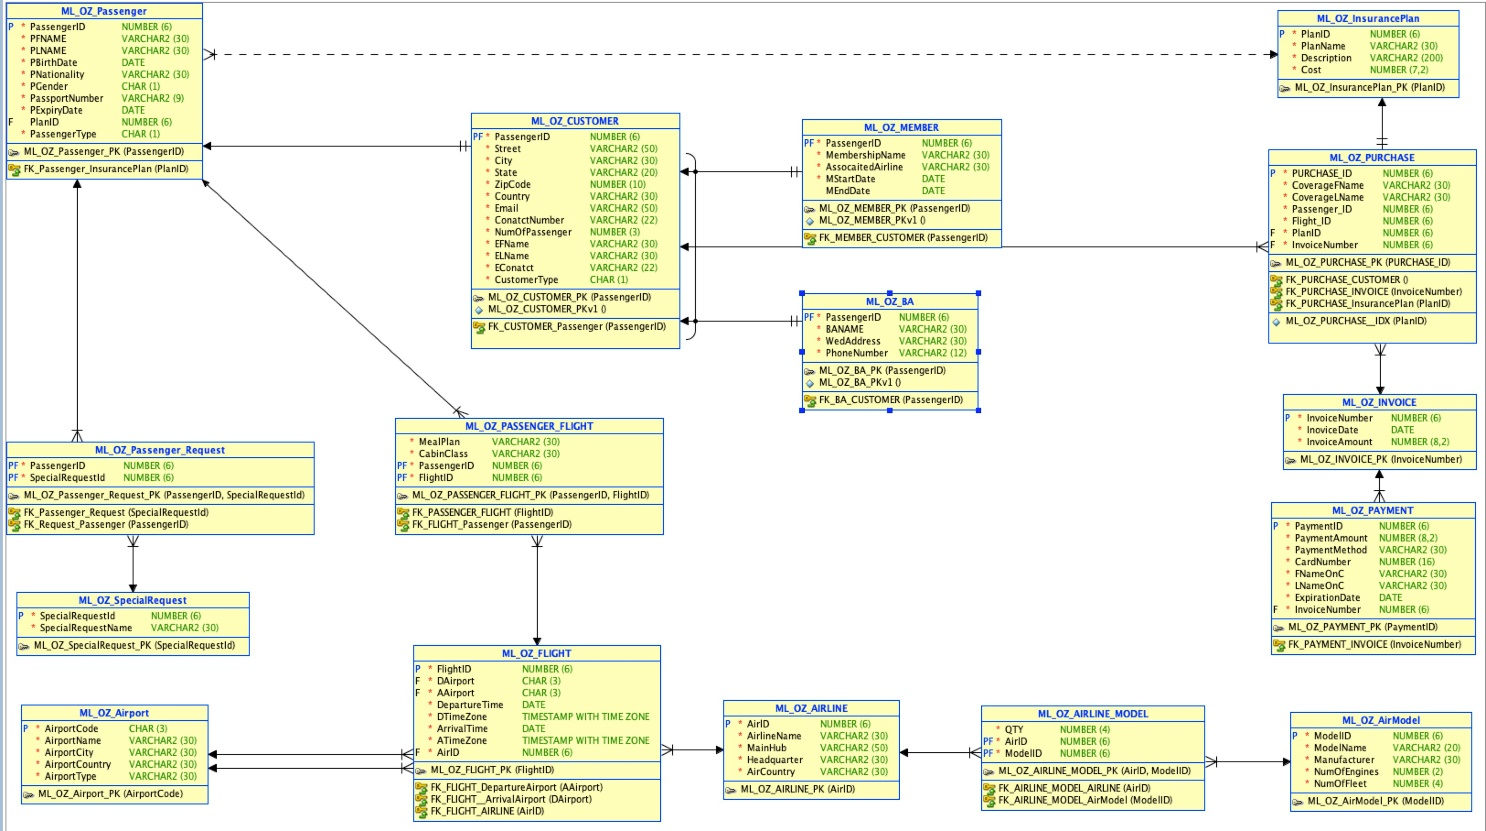 ML_OZ_Passenger
P * PassengerID NUMBER (6)
* PFNAME VARCHAR2 (30)
* PLNAME VARCHAR2 (30)
* PBirthDate DATE
* PNationality VARCHAR2 (30)
* PGender CHAR (1)
* PassportNumber VARCHAR2 (9)
* PExpiryDate DATE
F PlanID NUMBER (6)
* PassengerType CHAR (1)
ML_OZ_Passenger_PK (PassengerID)
FK_Passenger_InsurancePlan (PlanID)
ML_OZ_InsurancePlan
P * PlanID NUMBER (6)
* PlanName VARCHAR2 (30)
* Description VARCHAR2 (200)
* Cost NUMBER (7,2)
ML_OZ_InsurancePlan_PK (PlanID)
ML_OZ_CUSTOMER
PF * PassengerID NUMBER (6)
* Street VARCHAR2 (50)
* City VARCHAR2 (30)
* State VARCHAR2 (20)
* ZipCode NUMBER (10)
* Country VARCHAR2 (30)
* Email VARCHAR2 (50)
* ConatctNumber VARCHAR2 (22)
* NumOfPassenger NUMBER (3)
* EFName VARCHAR2 (30)
* ELName VARCHAR2 (30)
* EConatct VARCHAR2 (22)
* CustomerType CHAR (1)
ML_OZ_CUSTOMER_PK (PassengerID)
ML_OZ_CUSTOMER_PKv1 ()
FK_CUSTOMER_Passenger (PassengerID)
ML_OZ_MEMBER
PF * PassengerID NUMBER (6)
* MembershipName VARCHAR2 (30)
* AssocaitedAirline VARCHAR2 (30)
* MStartDate DATE
MEndDate DATE
ML_OZ_MEMBER_PK (PassengerID)
ML_OZ_MEMBER_PKv1 ()
FK_MEMBER_CUSTOMER (PassengerID)
ML_OZ_PURCHASE
P * PURCHASE_ID NUMBER (6)
* CoverageFName VARCHAR2 (30)
* CoverageLName VARCHAR2 (30)
* Passenger_ID NUMBER (6)
* Flight_ID NUMBER (6)
F * PlanID NUMBER (6)
F * InvoiceNumber NUMBER (6)
ML_OZ_PURCHASE_PK (PURCHASE_ID)
FK_PURCHASE_CUSTOMER ()
FK_PURCHASE_INVOICE (InvoiceNumber)
FK_PURCHASE_InsurancePlan (PlanID)
ML_OZ_PURCHASE__IDX (PlanID)
ML_OZ_BA
PF * PassengerID NUMBER (6)
* BANAME VARCHAR2 (30)
* WedAddress VARCHAR2 (30)
* PhoneNumber VARCHAR2 (12)
ML_OZ_BA_PK (PassengerID)
ML_OZ_BA_PKv1 ()
FK_BA_CUSTOMER (PassengerID)
ML_OZ_INVOICE
P * InvoiceNumber NUMBER (6)
* InvoiceDate DATE
* InvoiceAmount NUMBER (8,2)
ML_OZ_INVOICE_PK (InvoiceNumber)
ML_OZ_Passenger_Request
PF * PassengerID NUMBER (6)
PF * SpecialRequestId NUMBER (6)
ML_OZ_Passenger_Request_PK (PassengerID, SpecialRequestId)
FK_Passenger_Request (SpecialRequestId)
FK_Request_Passenger (PassengerID)
ML_OZ_PASSENGER_FLIGHT
* MealPlan VARCHAR2 (30)
* CabinClass VARCHAR2 (30)
PF * PassengerID NUMBER (6)
PF * FlightID NUMBER (6)
ML_OZ_PASSENGER_FLIGHT_PK (PassengerID, FlightID)
FK_PASSENGER_FLIGHT (FlightID)
FK_FLIGHT_Passenger (PassengerID)
ML_OZ_PAYMENT
P * PaymentID NUMBER (6)
* PaymentAmount NUMBER (8,2)
* PaymentMethod VARCHAR2 (30)
* CardNumber NUMBER (16)
* FNameOnC VARCHAR2 (30)
* LNameOnC VARCHAR2 (30)
* ExpirationDate DATE
F * InvoiceNumber NUMBER (6)
ML_OZ_PAYMENT_PK (PaymentID)
FK_PAYMENT_INVOICE (InvoiceNumber)
ML_OZ_SpecialRequest
P * SpecialRequestId NUMBER (6)
* SpecialRequestName VARCHAR2 (30)
ML_OZ_SpecialRequest_PK (SpecialRequestId)
ML_OZ_FLIGHT
P * FlightID NUMBER (6)
F * DAirport CHAR (3)
F * AAirport CHAR (3)
* DepartureTime DATE
* DTimeZone TIMESTAMP WITH TIME ZONE
* ArrivalTime DATE
* ATimeZone TIMESTAMP WITH TIME ZONE
F * AirID NUMBER (6)
ML_OZ_FLIGHT_PK (FlightID)
FK_FLIGHT_DepartureAirport (AAirport)
FK_FLIGHT__ArrivalAirport (DAirport)
FK_FLIGHT_AIRLINE (AirID)
ML_OZ_Airport
P * AirportCode CHAR (3)
* AirportName VARCHAR2 (30)
* AirportCity VARCHAR2 (30)
* AirportCountry VARCHAR2 (30)
* AirportType VARCHAR2 (30)
ML_OZ_Airport_PK (AirportCode)
ML_OZ_AIRLINE
P * AirID NUMBER (6)
* AirlineName VARCHAR2 (30)
* MainHub VARCHAR2 (50)
* Headquarter VARCHAR2 (30)
* AirCountry VARCHAR2 (30)
ML_OZ_AIRLINE_PK (AirID)
ML_OZ_AIRLINE_MODEL
* QTY NUMBER (4)
PF * AirID NUMBER (6)
PF * ModelID NUMBER (6)
ML_OZ_AIRLINE_MODEL_PK (AirID, ModelID)
FK_AIRLINE_MODEL_AIRLINE (AirID)
FK_AIRLINE_MODEL_AirModel (ModelID)
ML_OZ_AirModel
P * ModelID NUMBER (6)
* ModelName VARCHAR2 (20)
* Manufacturer VARCHAR2 (30)
* NumOfEngines NUMBER (2)
* NumOfFleet NUMBER (4)
ML_OZ_AirModel_PK (ModelID)